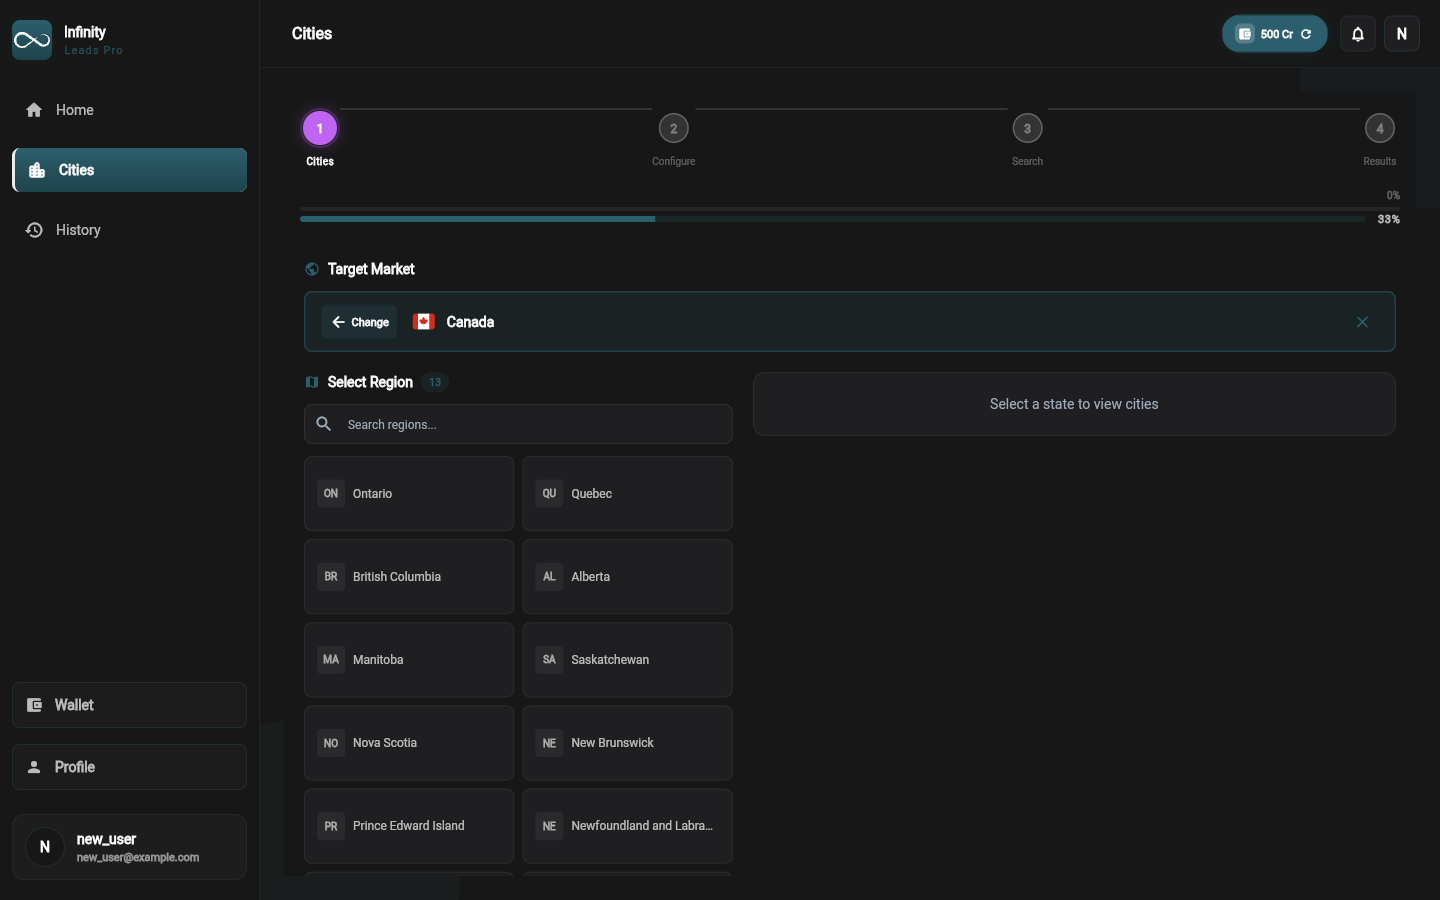 Infinity
Leads Pro
Home
Cities
History
Wallet
Profile
N
new_user
new_user@example.com
Cities
500 Cr
N
1
2
3
4
Cities
Configure
Search
Results
0%
33%
Target Market
Change
Canada
Select Region
13
Search regions...
Select a state to view cities
ON
Ontario
QU
Quebec
BR
British Columbia
AL
Alberta
MA
Manitoba
SA
Saskatchewan
NO
Nova Scotia
NE
New Brunswick
PR
Prince Edward Island
NE
Newfoundland and Labra...